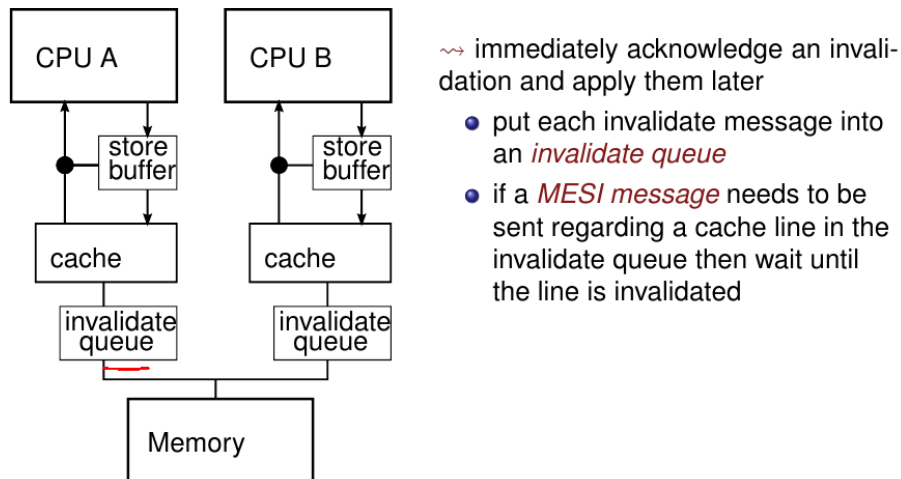 CPU A
CPU B
store
buffer
store
buffer
cache
cache
invalidate
queue
invalidate
queue
Memory
⇝ immediately acknowledge an invali-
dation and apply them later
put each invalidate message into
an invalidate queue
if a MESI message needs to be
sent regarding a cache line in the
invalidate queue then wait until
the line is invalidated